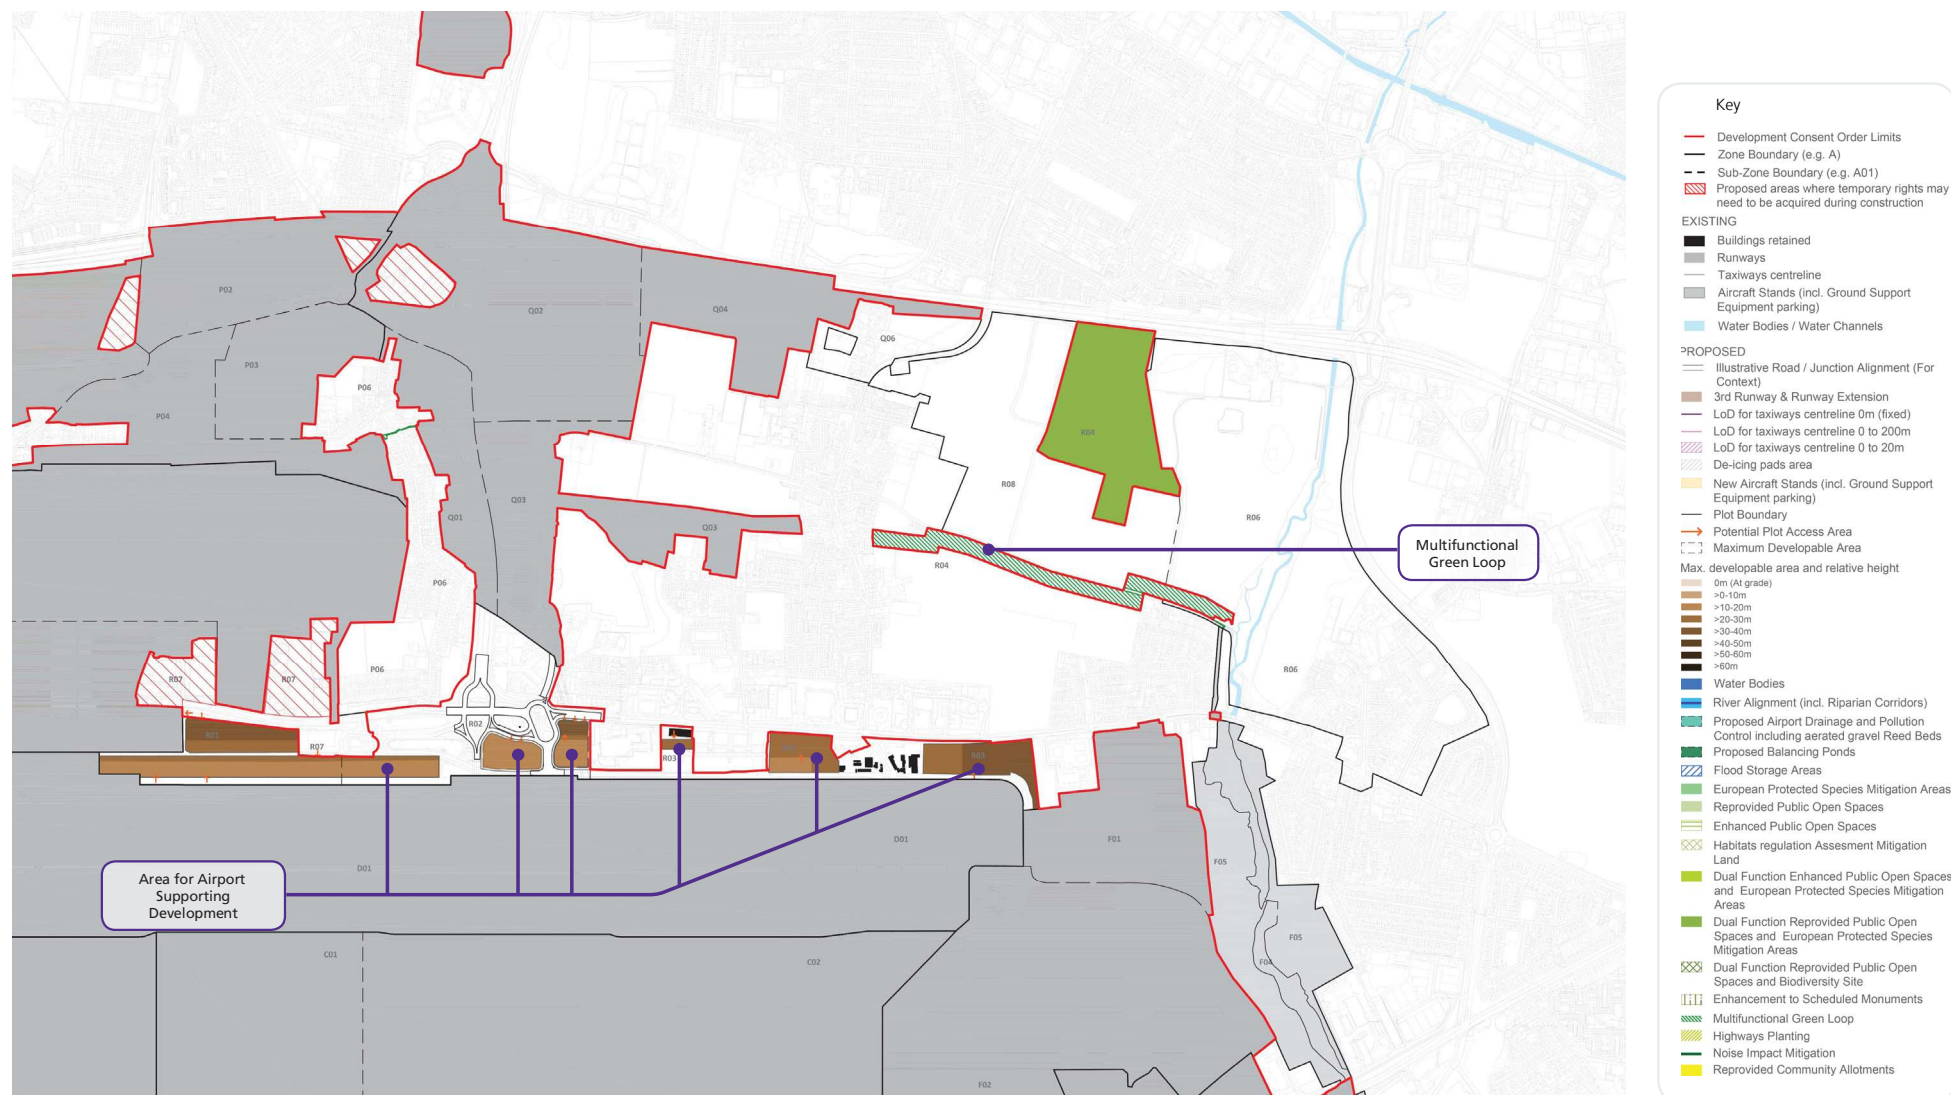 P02
Q02
Q04
Q06
P03
P06
P04
R04
R08
R06
Q01
Q03
Q03
R04
P06
R06
P06
R07
R07
R02
R01
R07
R03
R03
D01
D01
F01
F05
F05
F04
C01
C02
F02
Multifunctional
Green Loop
Area for Airport
Supporting
Development
Key
Development Consent Order Limits
Zone Boundary (e.g. A)
Sub-Zone Boundary (e.g. A01)
Proposed areas where temporary rights may
need to be acquired during construction
EXISTING
Buildings retained
Runways
Taxiways centreline
Aircraft Stands (incl. Ground Support
Equipment parking)
Water Bodies / Water Channels
PROPOSED
Illustrative Road / Junction Alignment (For
Context)
3rd Runway & Runway Extension
LoD for taxiways centreline 0m (fixed)
LoD for taxiways centreline 0 to 200m
LoD for taxiways centreline 0 to 20m
De-icing pads area
New Aircraft Stands (incl. Ground Support
Equipment parking)
Plot Boundary
Potential Plot Access Area
Maximum Developable Area
Max. developable area and relative height
0m (At grade)
>0-10m
>10-20m
>20-30m
>30-40m
>40-50m
>50-60m
>60m
Water Bodies
River Alignment (incl. Riparian Corridors)
Proposed Airport Drainage and Pollution
Control including aerated gravel Reed Beds
Proposed Balancing Ponds
Flood Storage Areas
European Protected Species Mitigation Areas
Reprovided Public Open Spaces
Enhanced Public Open Spaces
Habitats regulation Assesment Mitigation
Land
Dual Function Enhanced Public Open Spaces
and European Protected Species Mitigation
Areas
Dual Function Reprovided Public Open
Spaces and European Protected Species
Mitigation Areas
Dual Function Reprovided Public Open
Spaces and Biodiversity Site
Enhancement to Scheduled Monuments
Multifunctional Green Loop
Highways Planting
Noise Impact Mitigation
Reprovided Community Allotments